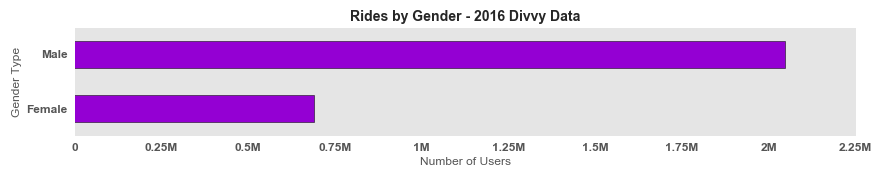 Rides by Gender - 2016 Divvy Data
Gender Type
Male
Female
0 0.25M 0.5M 0.75M 1M 1.25M 1.5M 1.75M 2M 2.25M
Number of Users